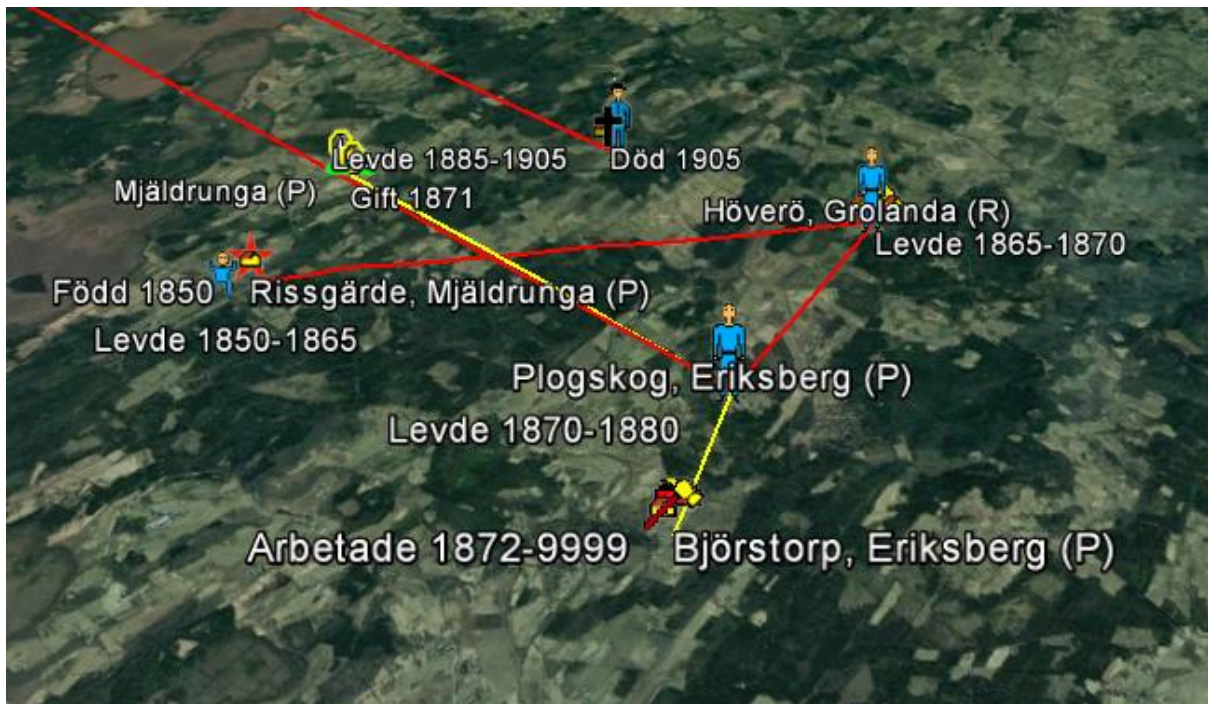 Levde 1885-1905
Död 1905
Mjäldrunga (P)
Gift 1871
Höverö, Grolanda (R)
Levde 1865-1870
Född 1850
Rissgärde, Mjäldrunga (P)
Levde 1850-1865
Plogskog, Eriksberg (P)
Levde 1870-1880
Arbetade 1872-9999
Björstorp, Eriksberg (P)